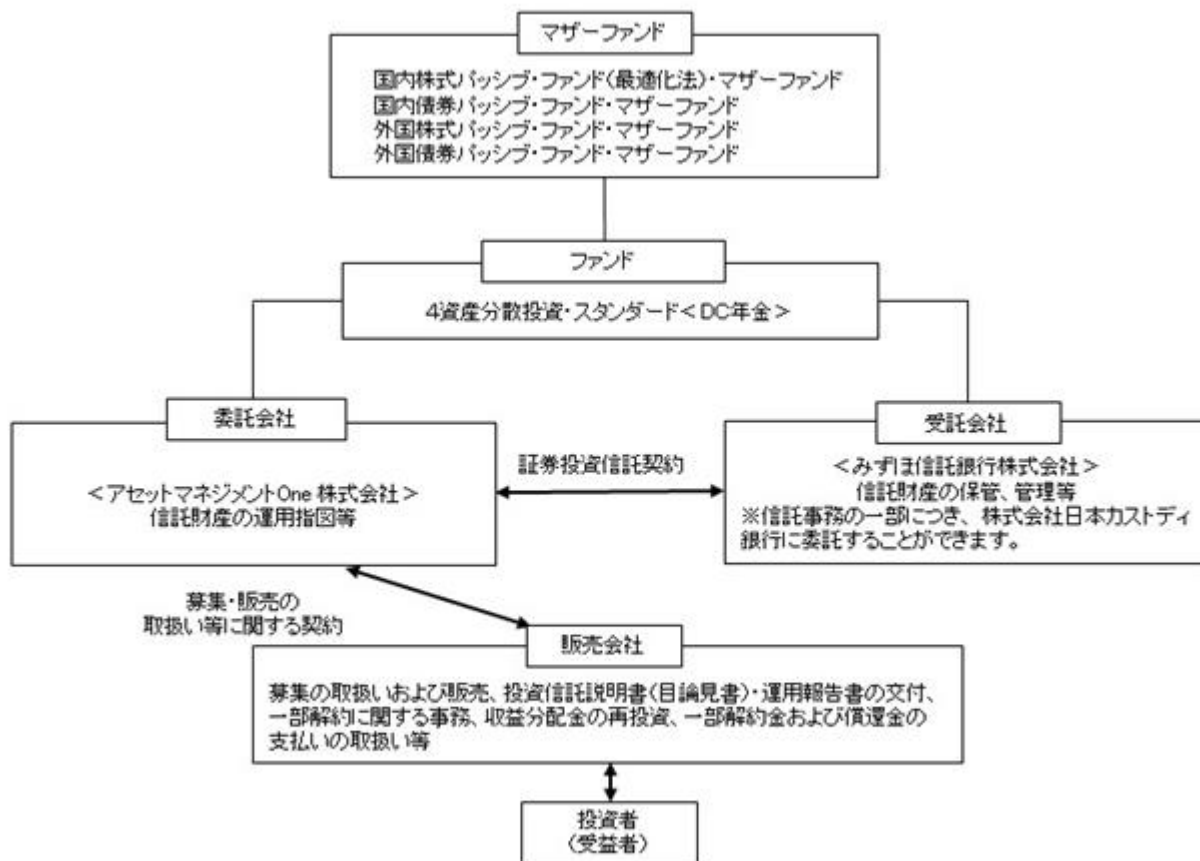 マザーファンド
国内株式パッシブ・ファンド(最適化法)・マザーファンド
国内債券パッシブ・ファンド・マザーファンド
外国株式パッシブ・ファンド・マザーファンド
外国債券パッシブ・ファンド・マザーファンド
ファンド
4資産分散投資・スタンダード<DC年金>
委託会社
<アセットマネジメントOne 株式会社>
信託財産の運用指図等
証券投資信託契約
受託会社
<みずほ信託銀行株式会社>
信託財産の保管、管理等
※信託事務の一部につき、株式会社日本カストディ
銀行に委託することができます。
募集・販売の
取扱い等に関する契約
販売会社
募集の取扱いおよび販売、投資信託説明書(目論見書)・運用報告書の交付、
一部解約に関する事務、収益分配金の再投資、一部解約金および償還金の
支払いの取扱い等
投資者
(受益者)